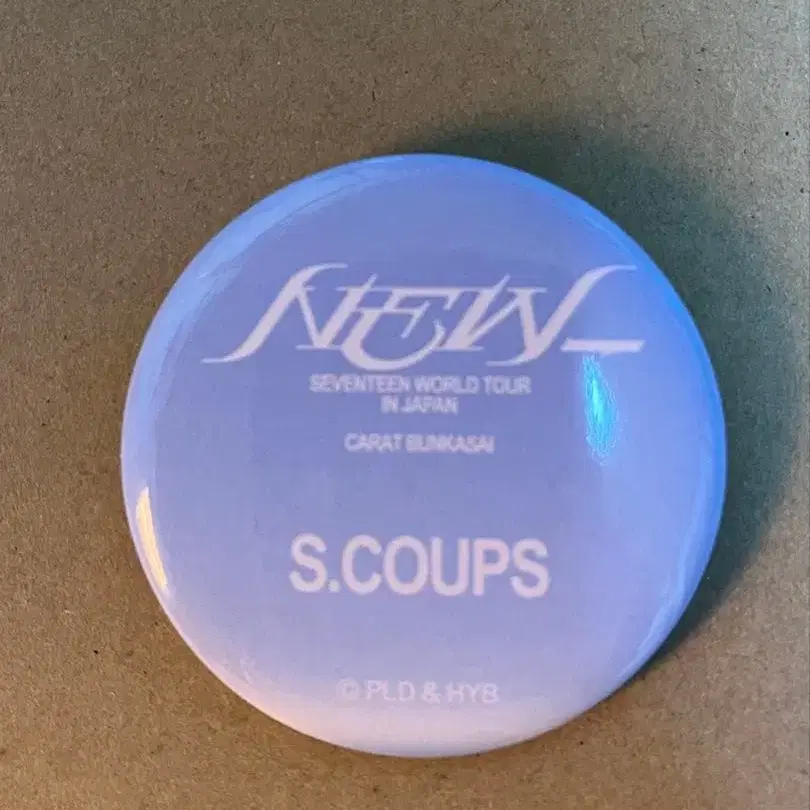 NEW_
SEVENTEEN WORLD TOUR
IN JAPAN
CARAT BUNKASAI
S.COUPS
© PLD & HYB